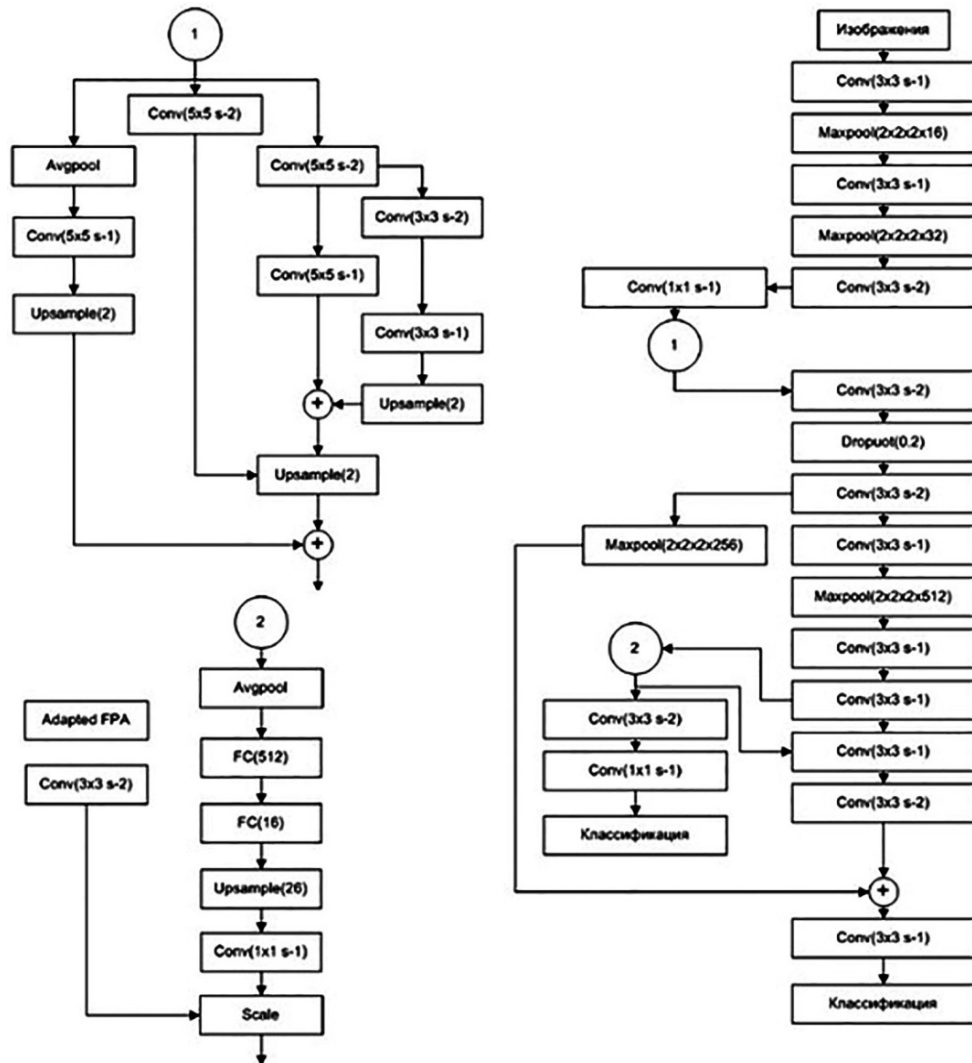 1
Conv(5x5 s-2)
Avgpool
Conv(5x5 s-2)
Conv(3x3 s-2)
Conv(5x5 s-1)
Conv(5x5 s-1)
Upsample(2)
Conv(3x3 s-1)
+
Upsample(2)
Upsample(2)
+
2
Avgpool
Adapted FPA
FC(512)
Conv(3x3 s-2)
FC(16)
Upsample(26)
Conv(1x1 s-1)
Scale
Изображения
Conv(3x3 s-1)
Maxpool(2x2x2x16)
Conv(3x3 s-1)
Maxpool(2x2x2x32)
Conv(1x1 s-1)
Conv(3x3 s-2)
1
Conv(3x3 s-2)
Dropuot(0.2)
Conv(3x3 s-2)
Maxpool(2x2x2x256)
Conv(3x3 s-1)
Maxpool(2x2x2x512)
2
Conv(3x3 s-1)
Conv(3x3 s-1)
Conv(3x3 s-2)
Conv(3x3 s-1)
Conv(1x1 s-1)
Conv(3x3 s-2)
Классификация
+
Conv(3x3 s-1)
Классификация